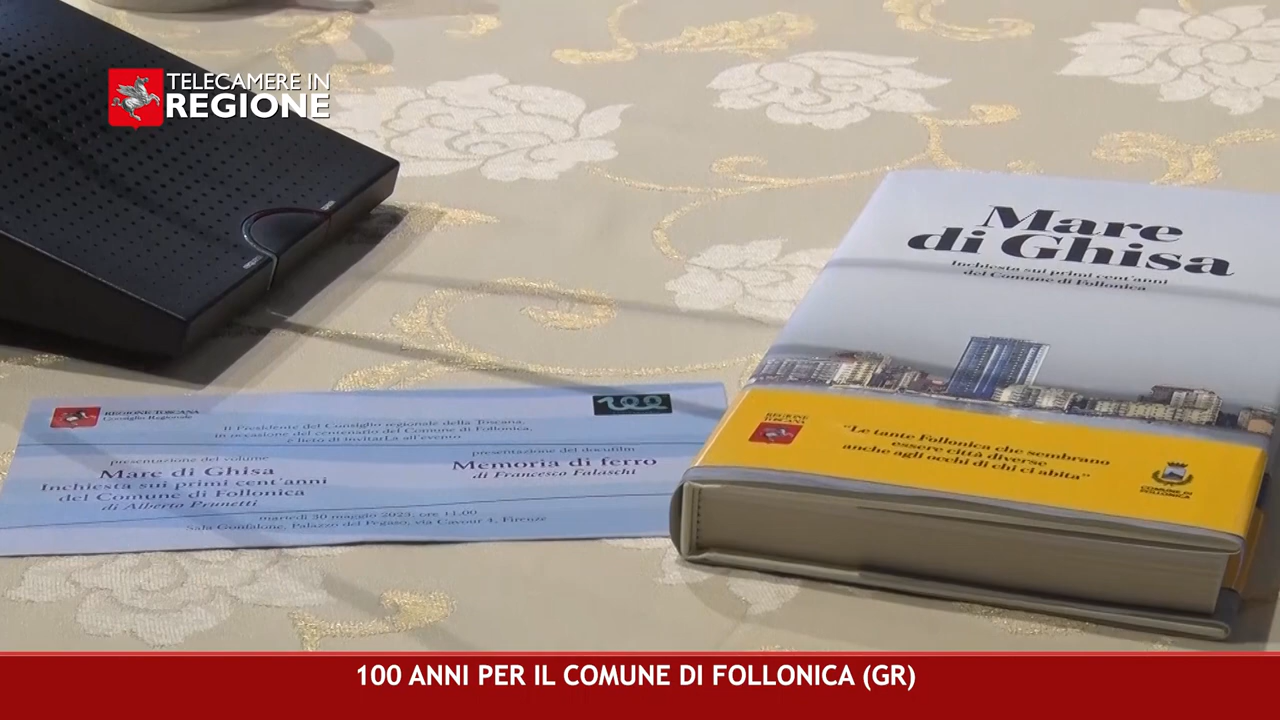 TELECAMERE IN
REGIONE
Mare
di Ghisa
Inchiesta sui primi cent'anni
del Comune di Follonica
REGIONE
TOSCANA
"Le tante Follonica che sembrano
essere città diverse
anche agli occhi di chi ci abita"
COMUNE DI
FOLLONICA
REGIONE TOSCANA
Consiglio Regionale
Il Presidente del Consiglio regionale della Toscana,
in occasione del centenario del Comune di Follonica,
è lieto di invitarLa all'evento
presentazione del volume
Mare di Ghisa
Inchiesta sui primi cent'anni
del Comune di Follonica
di Alberto Prunetti
presentazione del docufilm
Memoria di ferro
di Francesco Falaschi
martedì 30 maggio 2023, ore 11.00
Sala Gonfalone, Palazzo del Pegaso, via Cavour 4, Firenze
100 ANNI PER IL COMUNE DI FOLLONICA (GR)